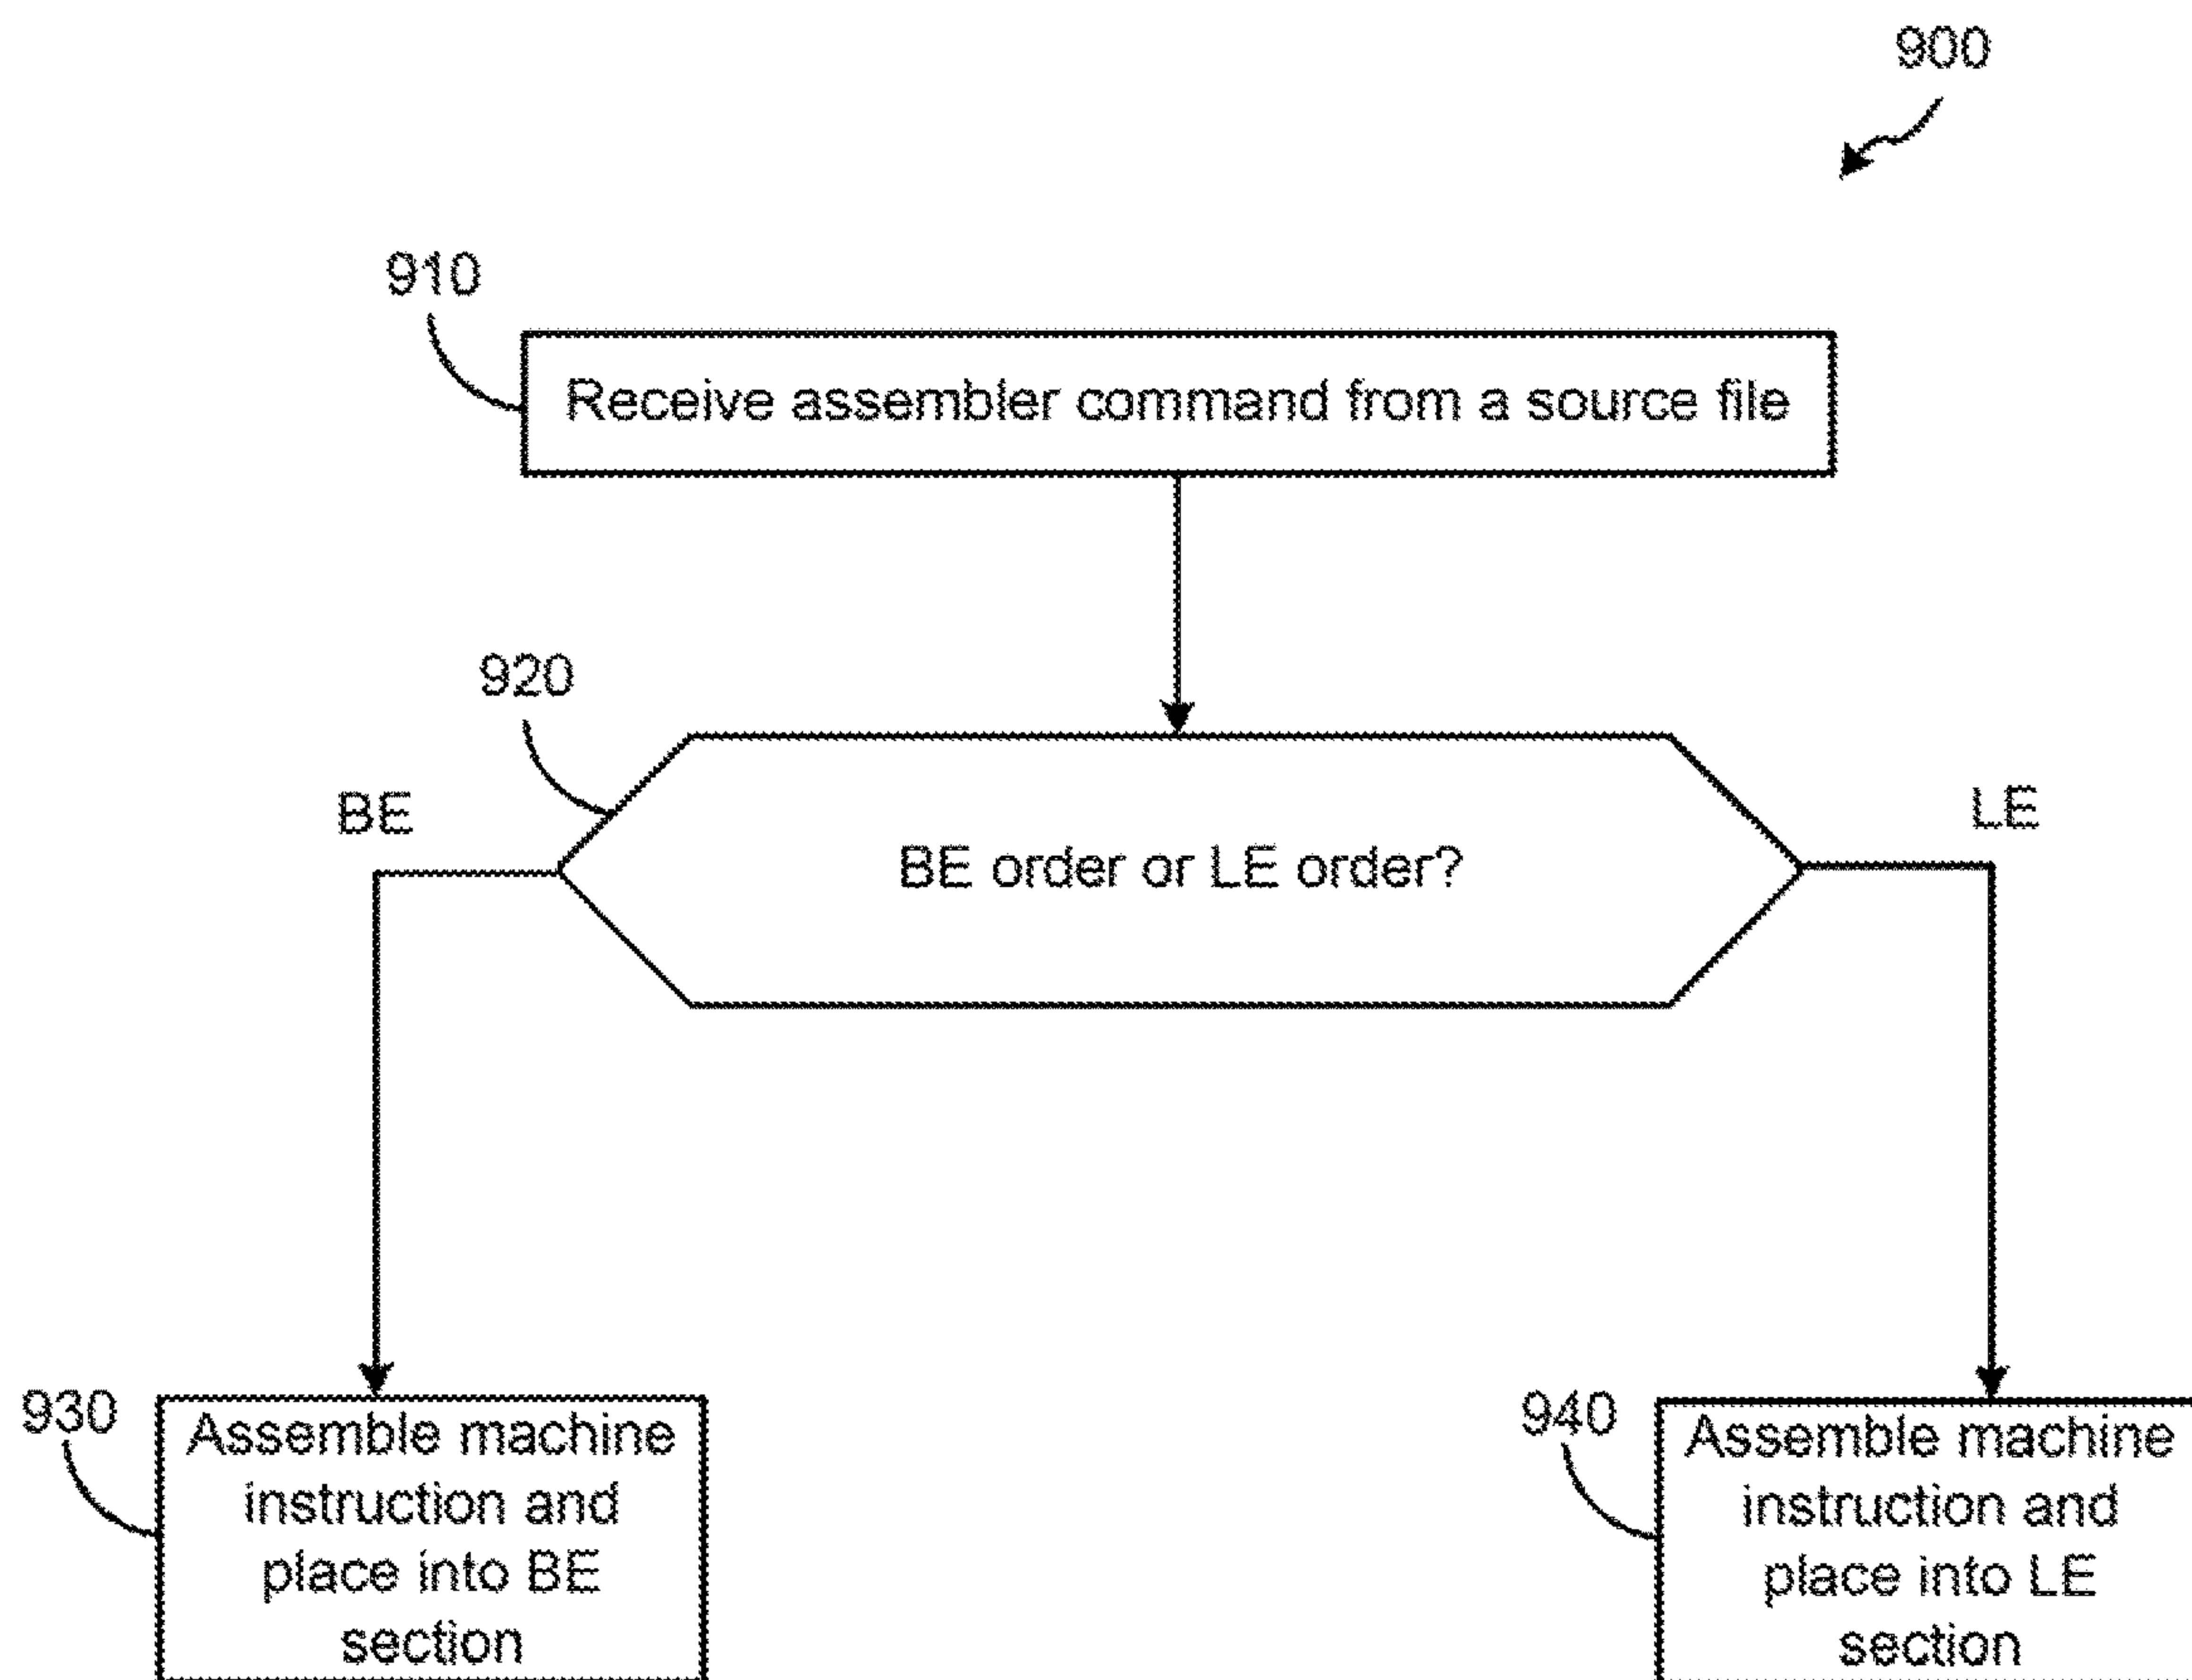 900
910
Receive assembler command from a source file
920
BE
BE order or LE order?
LE
930
Assemble machine
instruction and
place into BE
section
940
Assemble machine
instruction and
place into LE
section